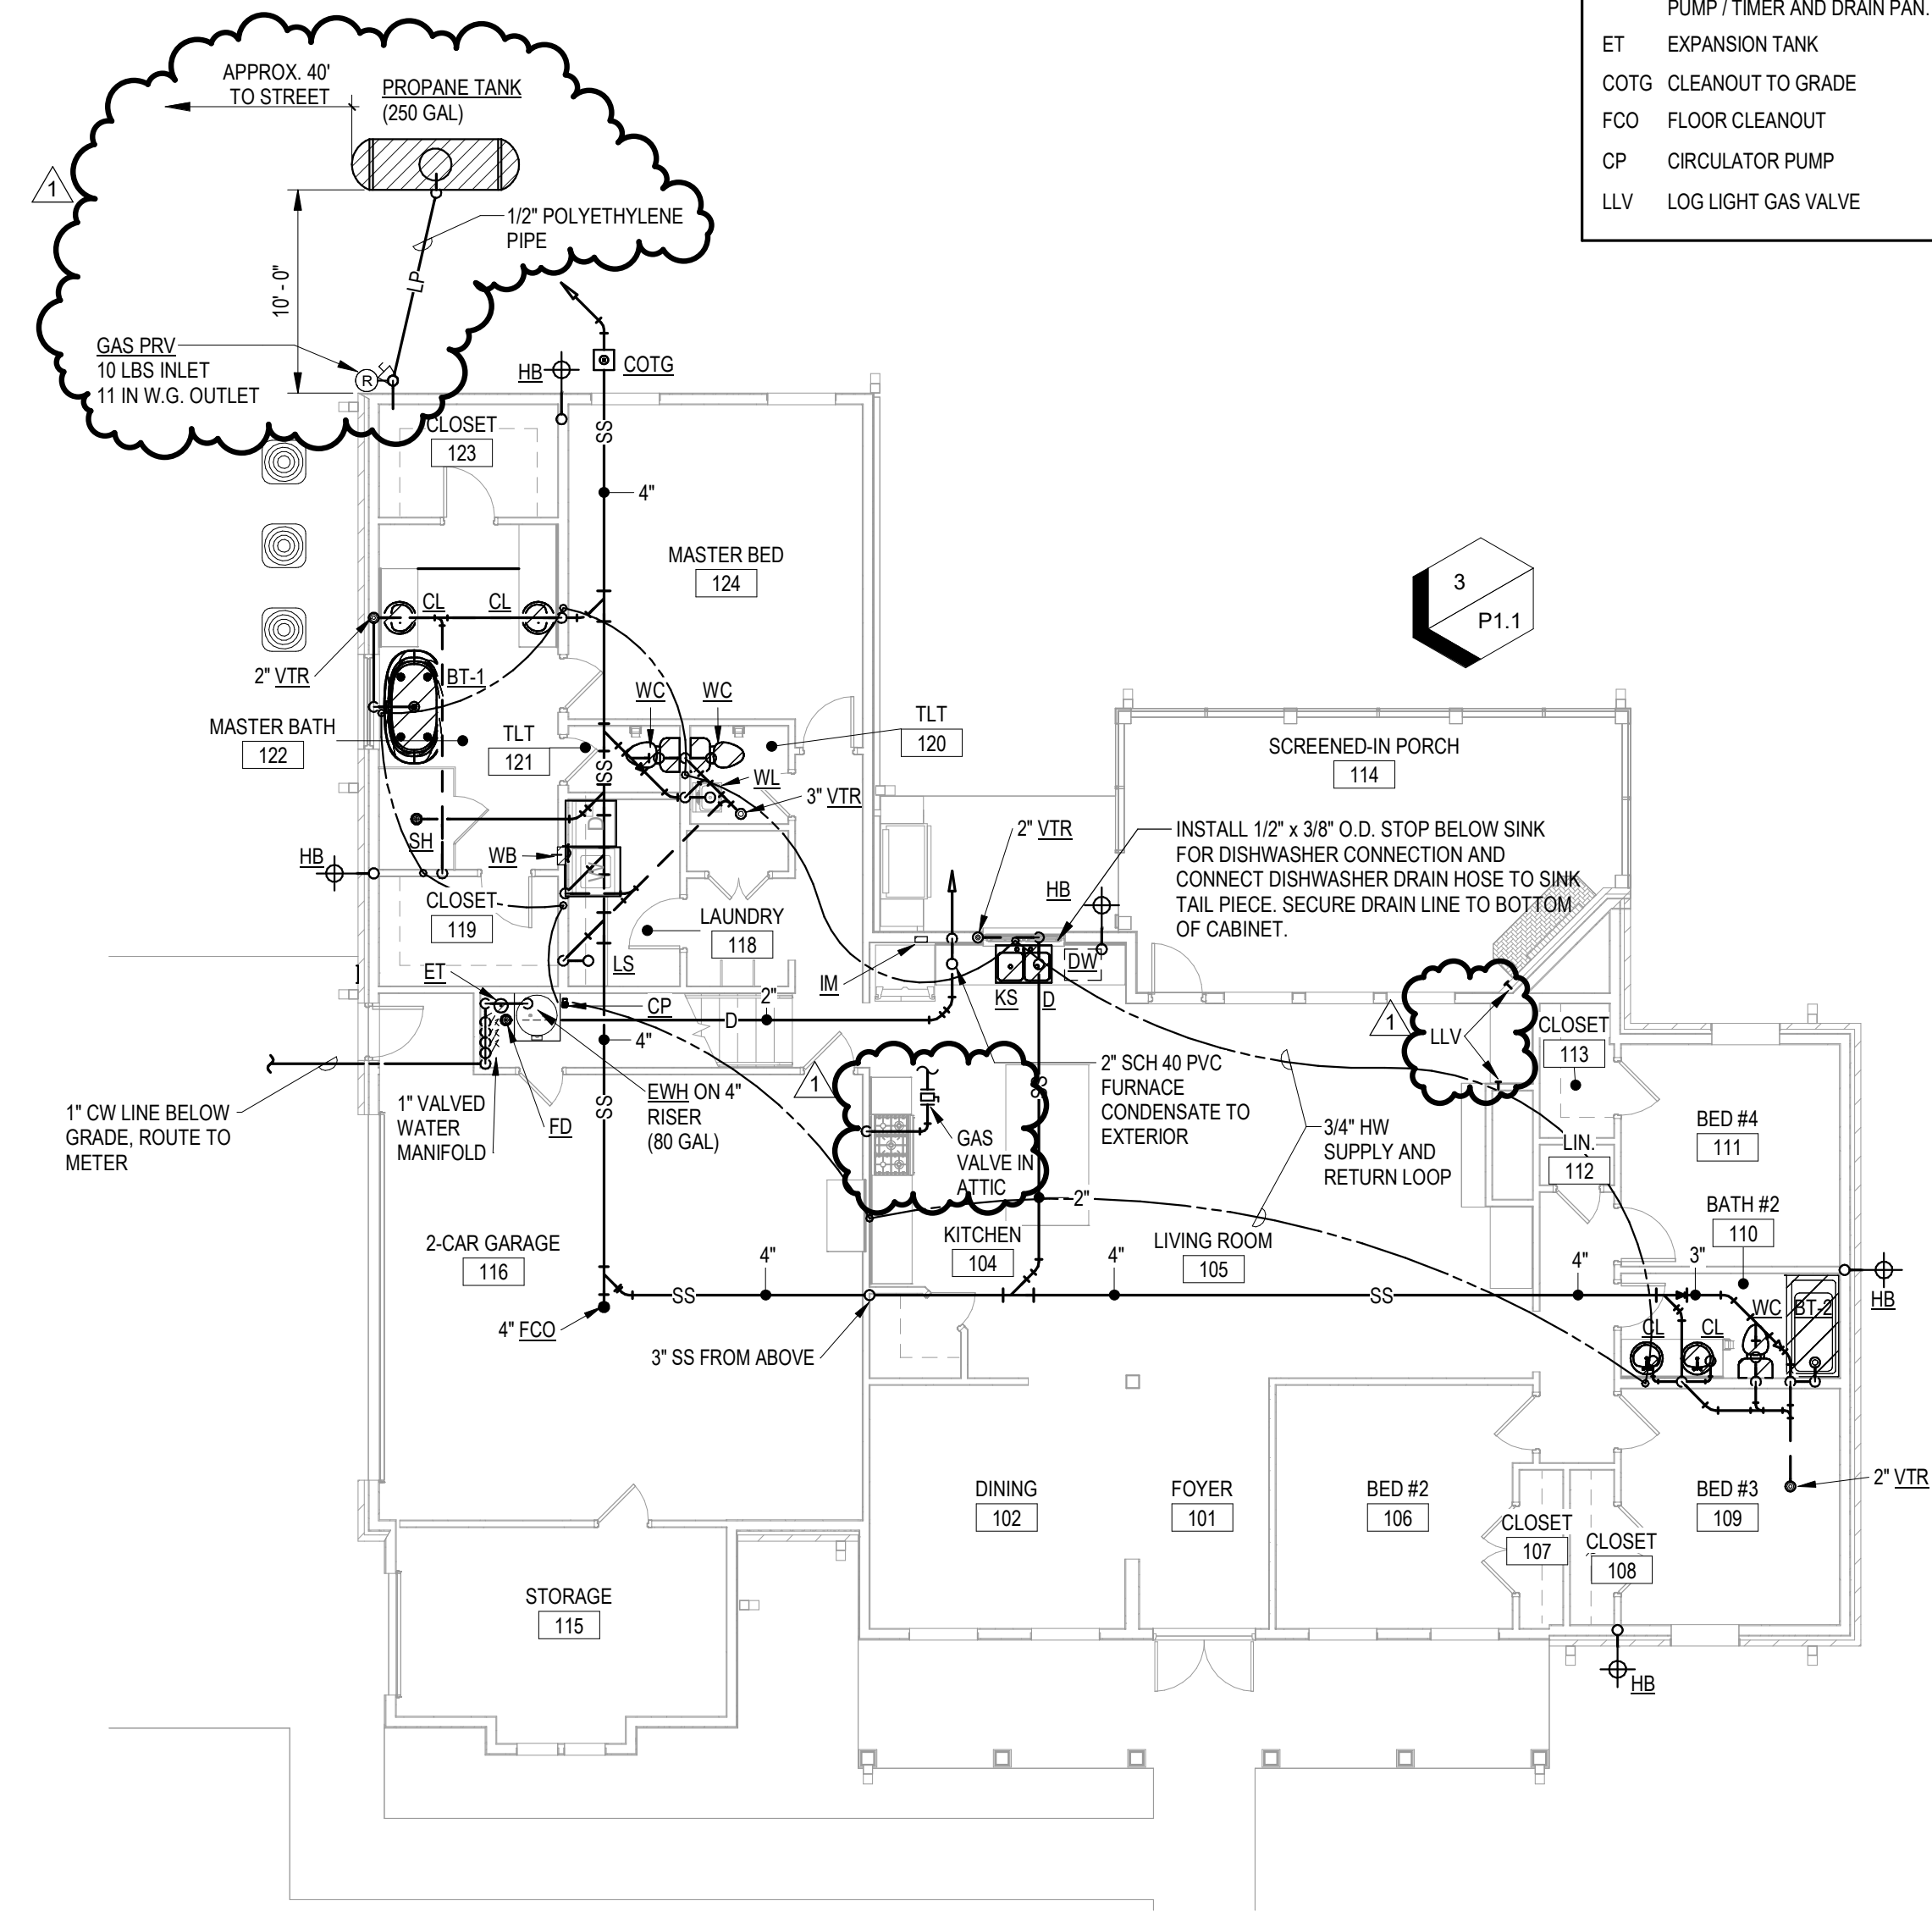 PUMP / TIMER AND DRAIN PAN.
ET EXPANSION TANK
COTG CLEANOUT TO GRADE
FCO FLOOR CLEANOUT
CP CIRCULATOR PUMP
LLV LOG LIGHT GAS VALVE
APPROX. 40'
TO STREET
PROPANE TANK
(250 GAL)
1
1/2" POLYETHYLENE
PIPE
LP
10' - 0"
GAS PRV
10 LBS INLET
11 IN W.G. OUTLET
R
HB
COTG
SS
CLOSET
123
4"
MASTER BED
124
3
P1.1
CL
CL
2" VTR
BT-1
WC
WC
MASTER BATH
122
TLT
121
TLT
120
SS
WL
3" VTR
SCREENED-IN PORCH
114
SH
D
WB
W
HB
2" VTR
INSTALL 1/2" x 3/8" O.D. STOP BELOW SINK
FOR DISHWASHER CONNECTION AND
CONNECT DISHWASHER DRAIN HOSE TO SINK
TAIL PIECE. SECURE DRAIN LINE TO BOTTOM
OF CABINET.
HB
CLOSET
119
LAUNDRY
118
LS
ET
IM
KS
D
DW
CP
2"
D
4"
1
LLV
CLOSET
113
1" CW LINE BELOW
GRADE, ROUTE TO
METER
1" VALVED
WATER
MANIFOLD
FD
EWH ON 4"
RISER
(80 GAL)
SS
1
GAS
VALVE IN
ATTIC
SS
2" SCH 40 PVC
FURNACE
CONDENSATE TO
EXTERIOR
3/4" HW
SUPPLY AND
RETURN LOOP
BED #4
111
LIN.
112
2"
BATH #2
110
2-CAR GARAGE
116
KITCHEN
104
LIVING ROOM
105
4"
4"
4"
3"
SS
SS
HB
4" FCO
3" SS FROM ABOVE
CL
CL
WC
BT-2
DINING
102
FOYER
101
BED #2
106
CLOSET
107
CLOSET
108
BED #3
109
2" VTR
STORAGE
115
HB